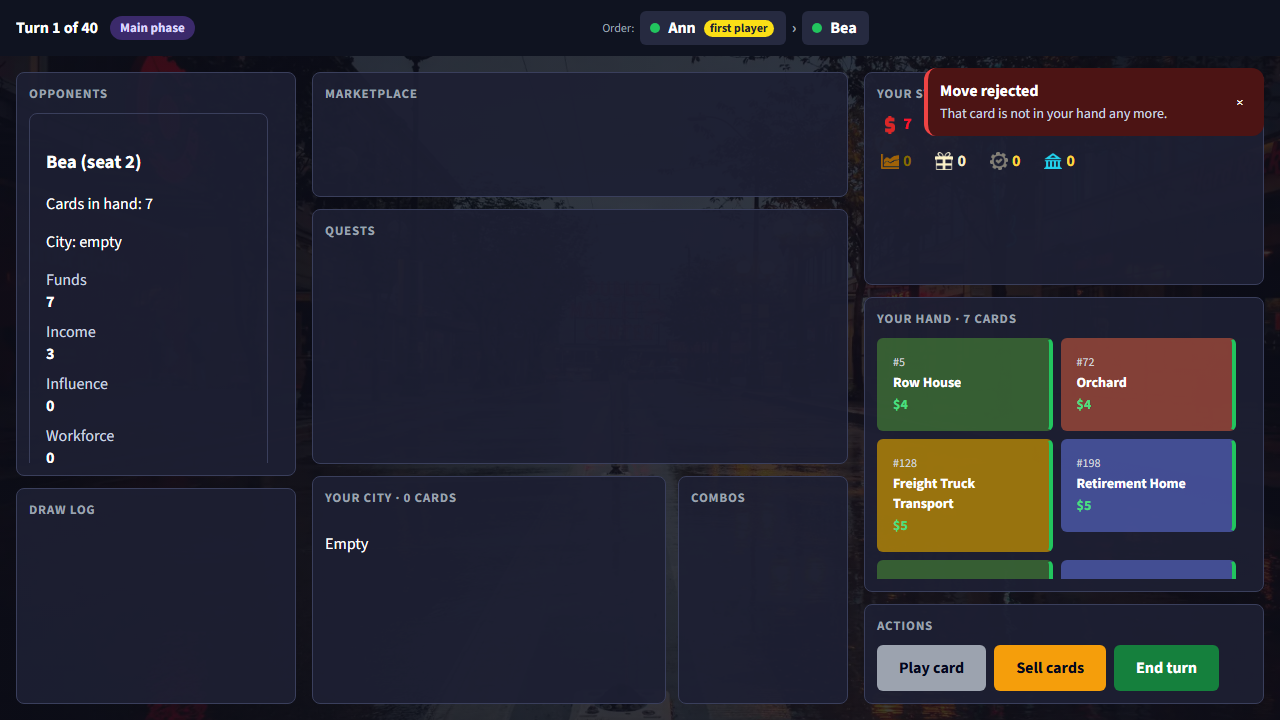 Turn 1 of 40
Main phase
Order:
Ann
first player
›
Bea
OPPONENTS
Bea (seat 2)
Cards in hand: 7
City: empty
Funds
7
Income
3
Influence
0
Workforce
0
DRAW LOG
MARKETPLACE
QUESTS
YOUR CITY · 0 CARDS
Empty
COMBOS
YOUR S
Move rejected
That card is not in your hand any more.
×
$ 7
0 0 0 0
YOUR HAND · 7 CARDS
#5
Row House
$4
#72
Orchard
$4
#128
Freight Truck
Transport
$5
#198
Retirement Home
$5
ACTIONS
Play card
Sell cards
End turn